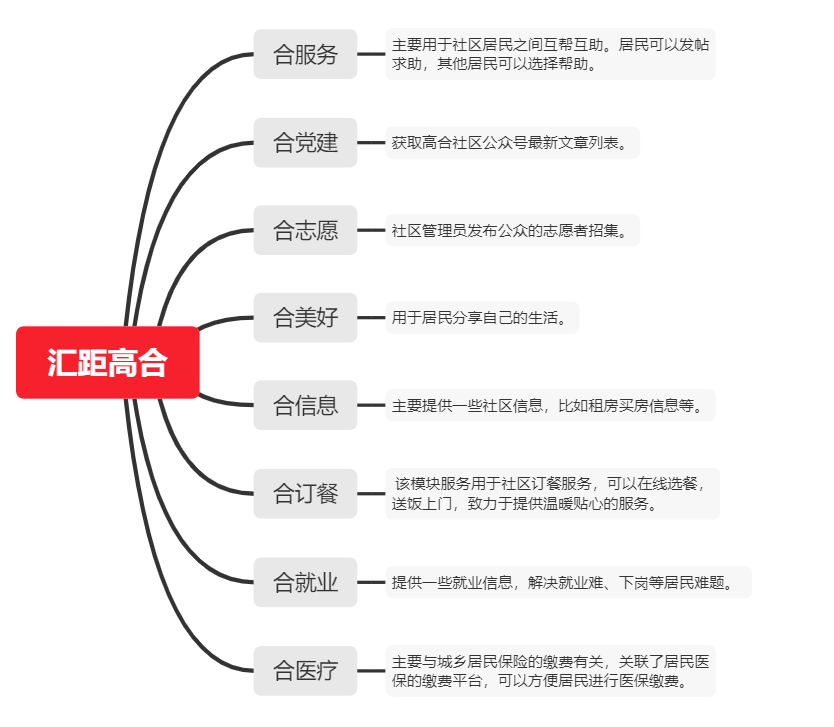 合服务
主要用于社区居民之间互帮互助。居民可以发帖
求助，其他居民可以选择帮助。
合党建
获取高合社区公众号最新文章列表。
合志愿
社区管理员发布公众的志愿者招集。
合美好
用于居民分享自己的生活。
汇距高合
合信息
主要提供一些社区信息，比如租房买房信息等。
合订餐
该模块服务用于社区订餐服务，可以在线选餐，
送饭上门，致力于提供温暖贴心的服务。
合就业
提供一些就业信息，解决就业难、下岗等居民难题。
合医疗
主要与城乡居民保险的缴费有关，关联了居民医
保的缴费平台，可以方便居民进行医保缴费。